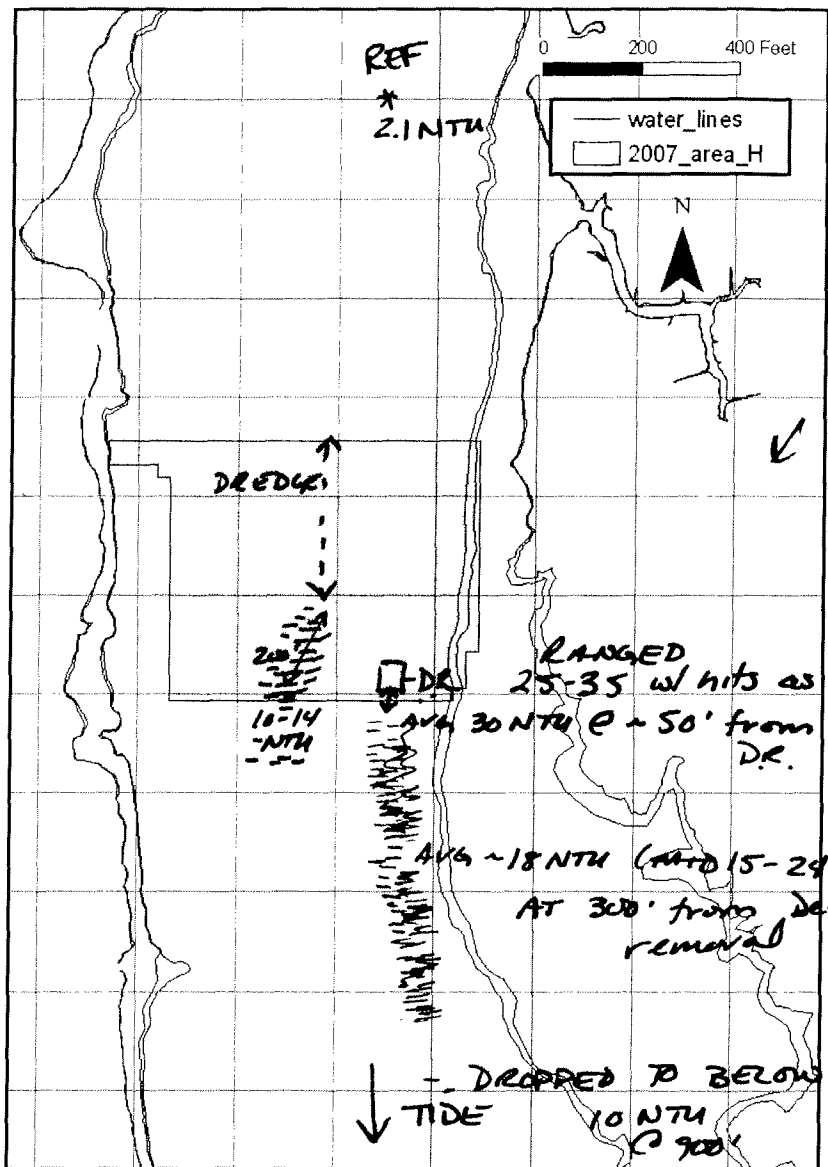 0 200 400 Feet
water_lines
2007_area_H
N
REF
*
2.1 NTU
DREDGE
200'
10-14
-NTU
DR
RANGED
25-35 w/ hits as
AVG 30 NTU @ ~50' from
D.R.
AVG ~18 NTU 15-24
AT 300' from
removal
DROPPED TO BELOW
TIDE
10 NTU
@ 900'